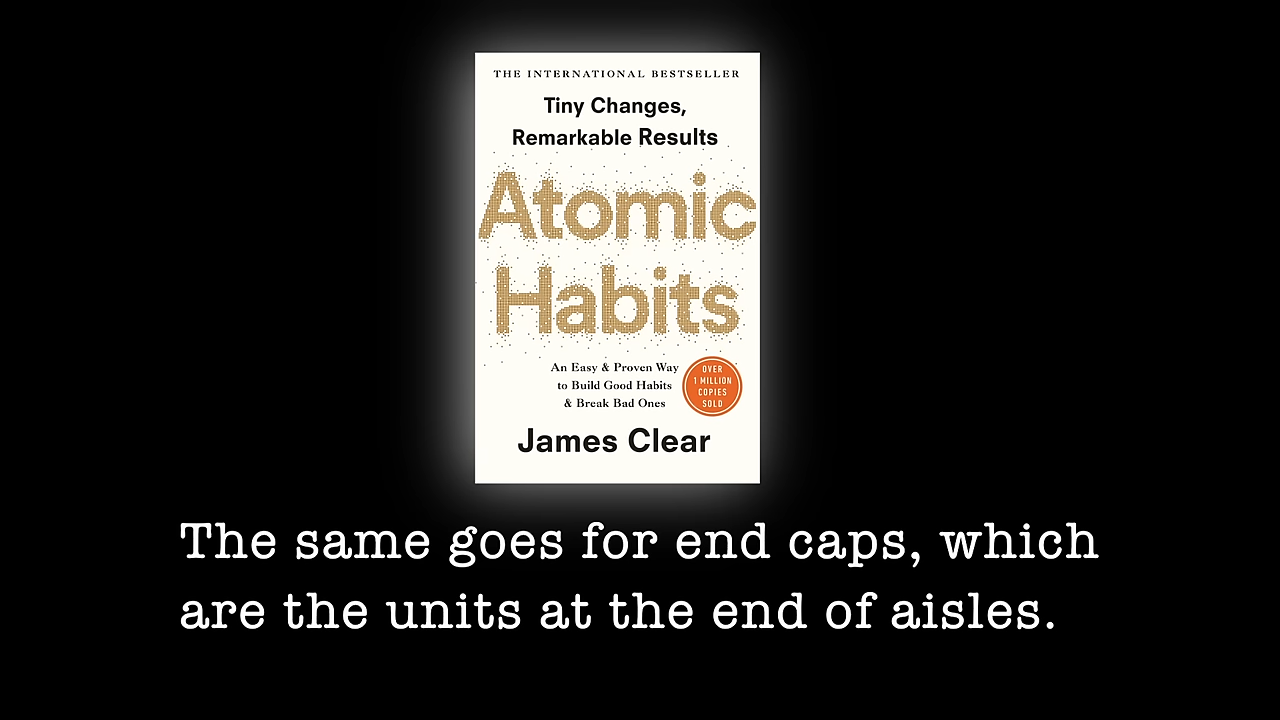 THE INTERNATIONAL BESTSELLER
Tiny Changes,
Remarkable Results
Atomic
Habits
An Easy & Proven Way
to Build Good Habits
& Break Bad Ones
OVER
1 MILLION
COPIES
SOLD
James Clear
The same goes for end caps, which
are the units at the end of aisles.